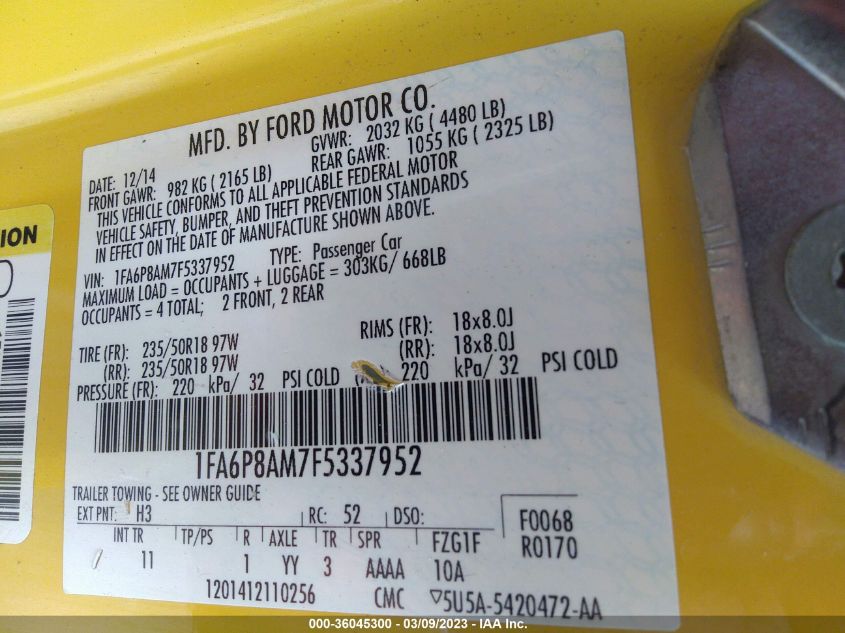 MFD. BY FORD MOTOR CO.
DATE: 12/14 GVWR: 2032 KG ( 4480 LB)
FRONT GAWR: 982 KG ( 2165 LB) REAR GAWR: 1055 KG ( 2325 LB)
THIS VEHICLE CONFORMS TO ALL APPLICABLE FEDERAL MOTOR
VEHICLE SAFETY, BUMPER, AND THEFT PREVENTION STANDARDS
IN EFFECT ON THE DATE OF MANUFACTURE SHOWN ABOVE.
VIN: 1FA6P8AM7F5337952 TYPE: Passenger Car
MAXIMUM LOAD = OCCUPANTS + LUGGAGE = 303KG/ 668LB
OCCUPANTS = 4 TOTAL; 2 FRONT, 2 REAR
TIRE (FR): 235/50R18 97W RIMS (FR): 18x8.0J
(RR): 235/50R18 97W (RR): 18x8.0J
PRESSURE (FR): 220 kPa/ 32 PSI COLD 220 kPa/ 32 PSI COLD
1FA6P8AM7F5337952
TRAILER TOWING - SEE OWNER GUIDE
EXT PNT: H3 RC: 52 DSO: F0068
INT TR TP/PS R AXLE TR SPR FZG1F R0170
11 1 YY 3 AAAA 10A
1201412110256 CMC 5U5A-5420472-AA
ION
000-36045300 - 03/09/2023 - IAA Inc.